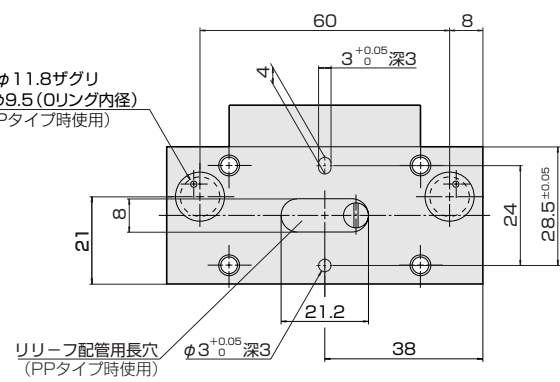 60
8
3 +0.05 0 深3
φ11.8ザグリ
φ9.5(Oリング内径)
Pタイプ時使用)
4
8
21
24
28.5±0.05
21.2
38
リリーフ配管用長穴
(PPタイプ時使用)
φ3 +0.05 0 深3